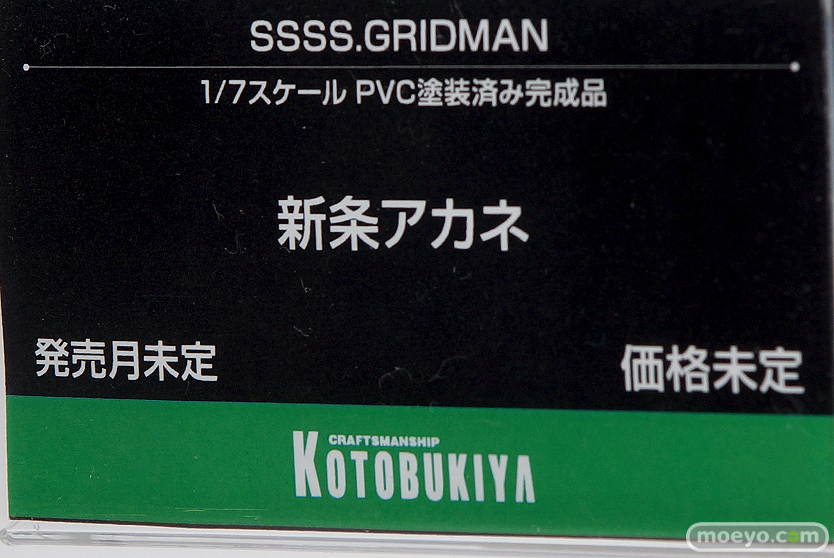 SSSS.GRIDMAN
1/7スケール PVC塗装済み完成品
新条アカネ
発売月未定
価格未定
CRAFTSMANSHIP
KOTOBUKIYA
moeyo.com